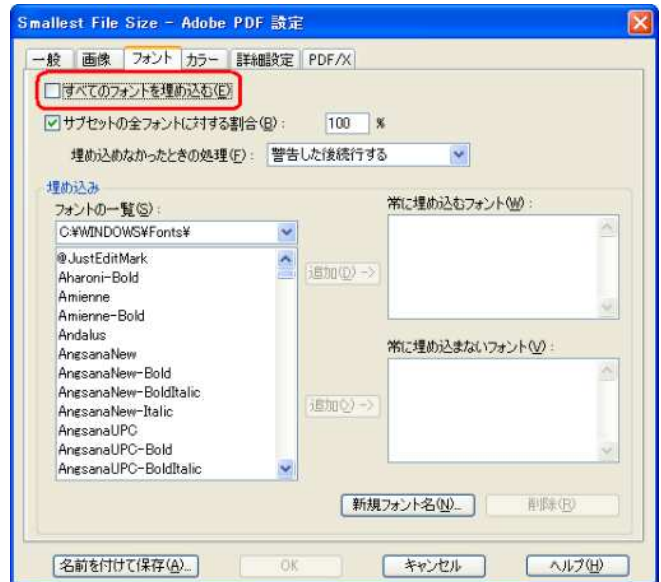 Smallest File Size - Adobe PDF 設定
一般 画像 フォント カラー 詳細設定 PDF/X
すべてのフォントを埋め込む(E)
サブセットの全フォントに対する割合(B): 100 %
埋め込めなかったときの処理(F): 警告した後続行する
埋め込み
フォントの一覧(S):
C:¥WINDOWS¥Fonts¥
@JustEditMark
Aharoni-Bold
Amienne
Amienne-Bold
Andalus
AngsanaNew
AngsanaNew-Bold
AngsanaNew-BoldItalic
AngsanaNew-Italic
AngsanaUPC
AngsanaUPC-Bold
AngsanaUPC-BoldItalic
追加(D) ->
追加 ->
常に埋め込むフォント(W):
常に埋め込まないフォント(V):
新規フォント名(N)...
削除(R)
名前を付けて保存(A)...
OK
キャンセル
ヘルプ(H)